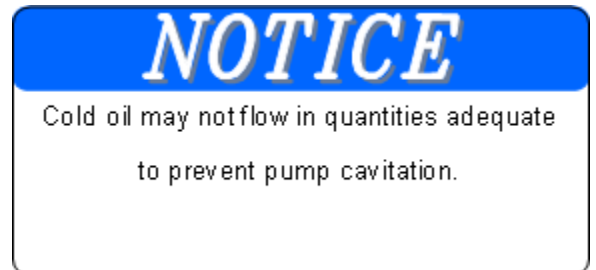 NOTICE
Cold oil may not flow in quantities adequate
to prevent pump cavitation.